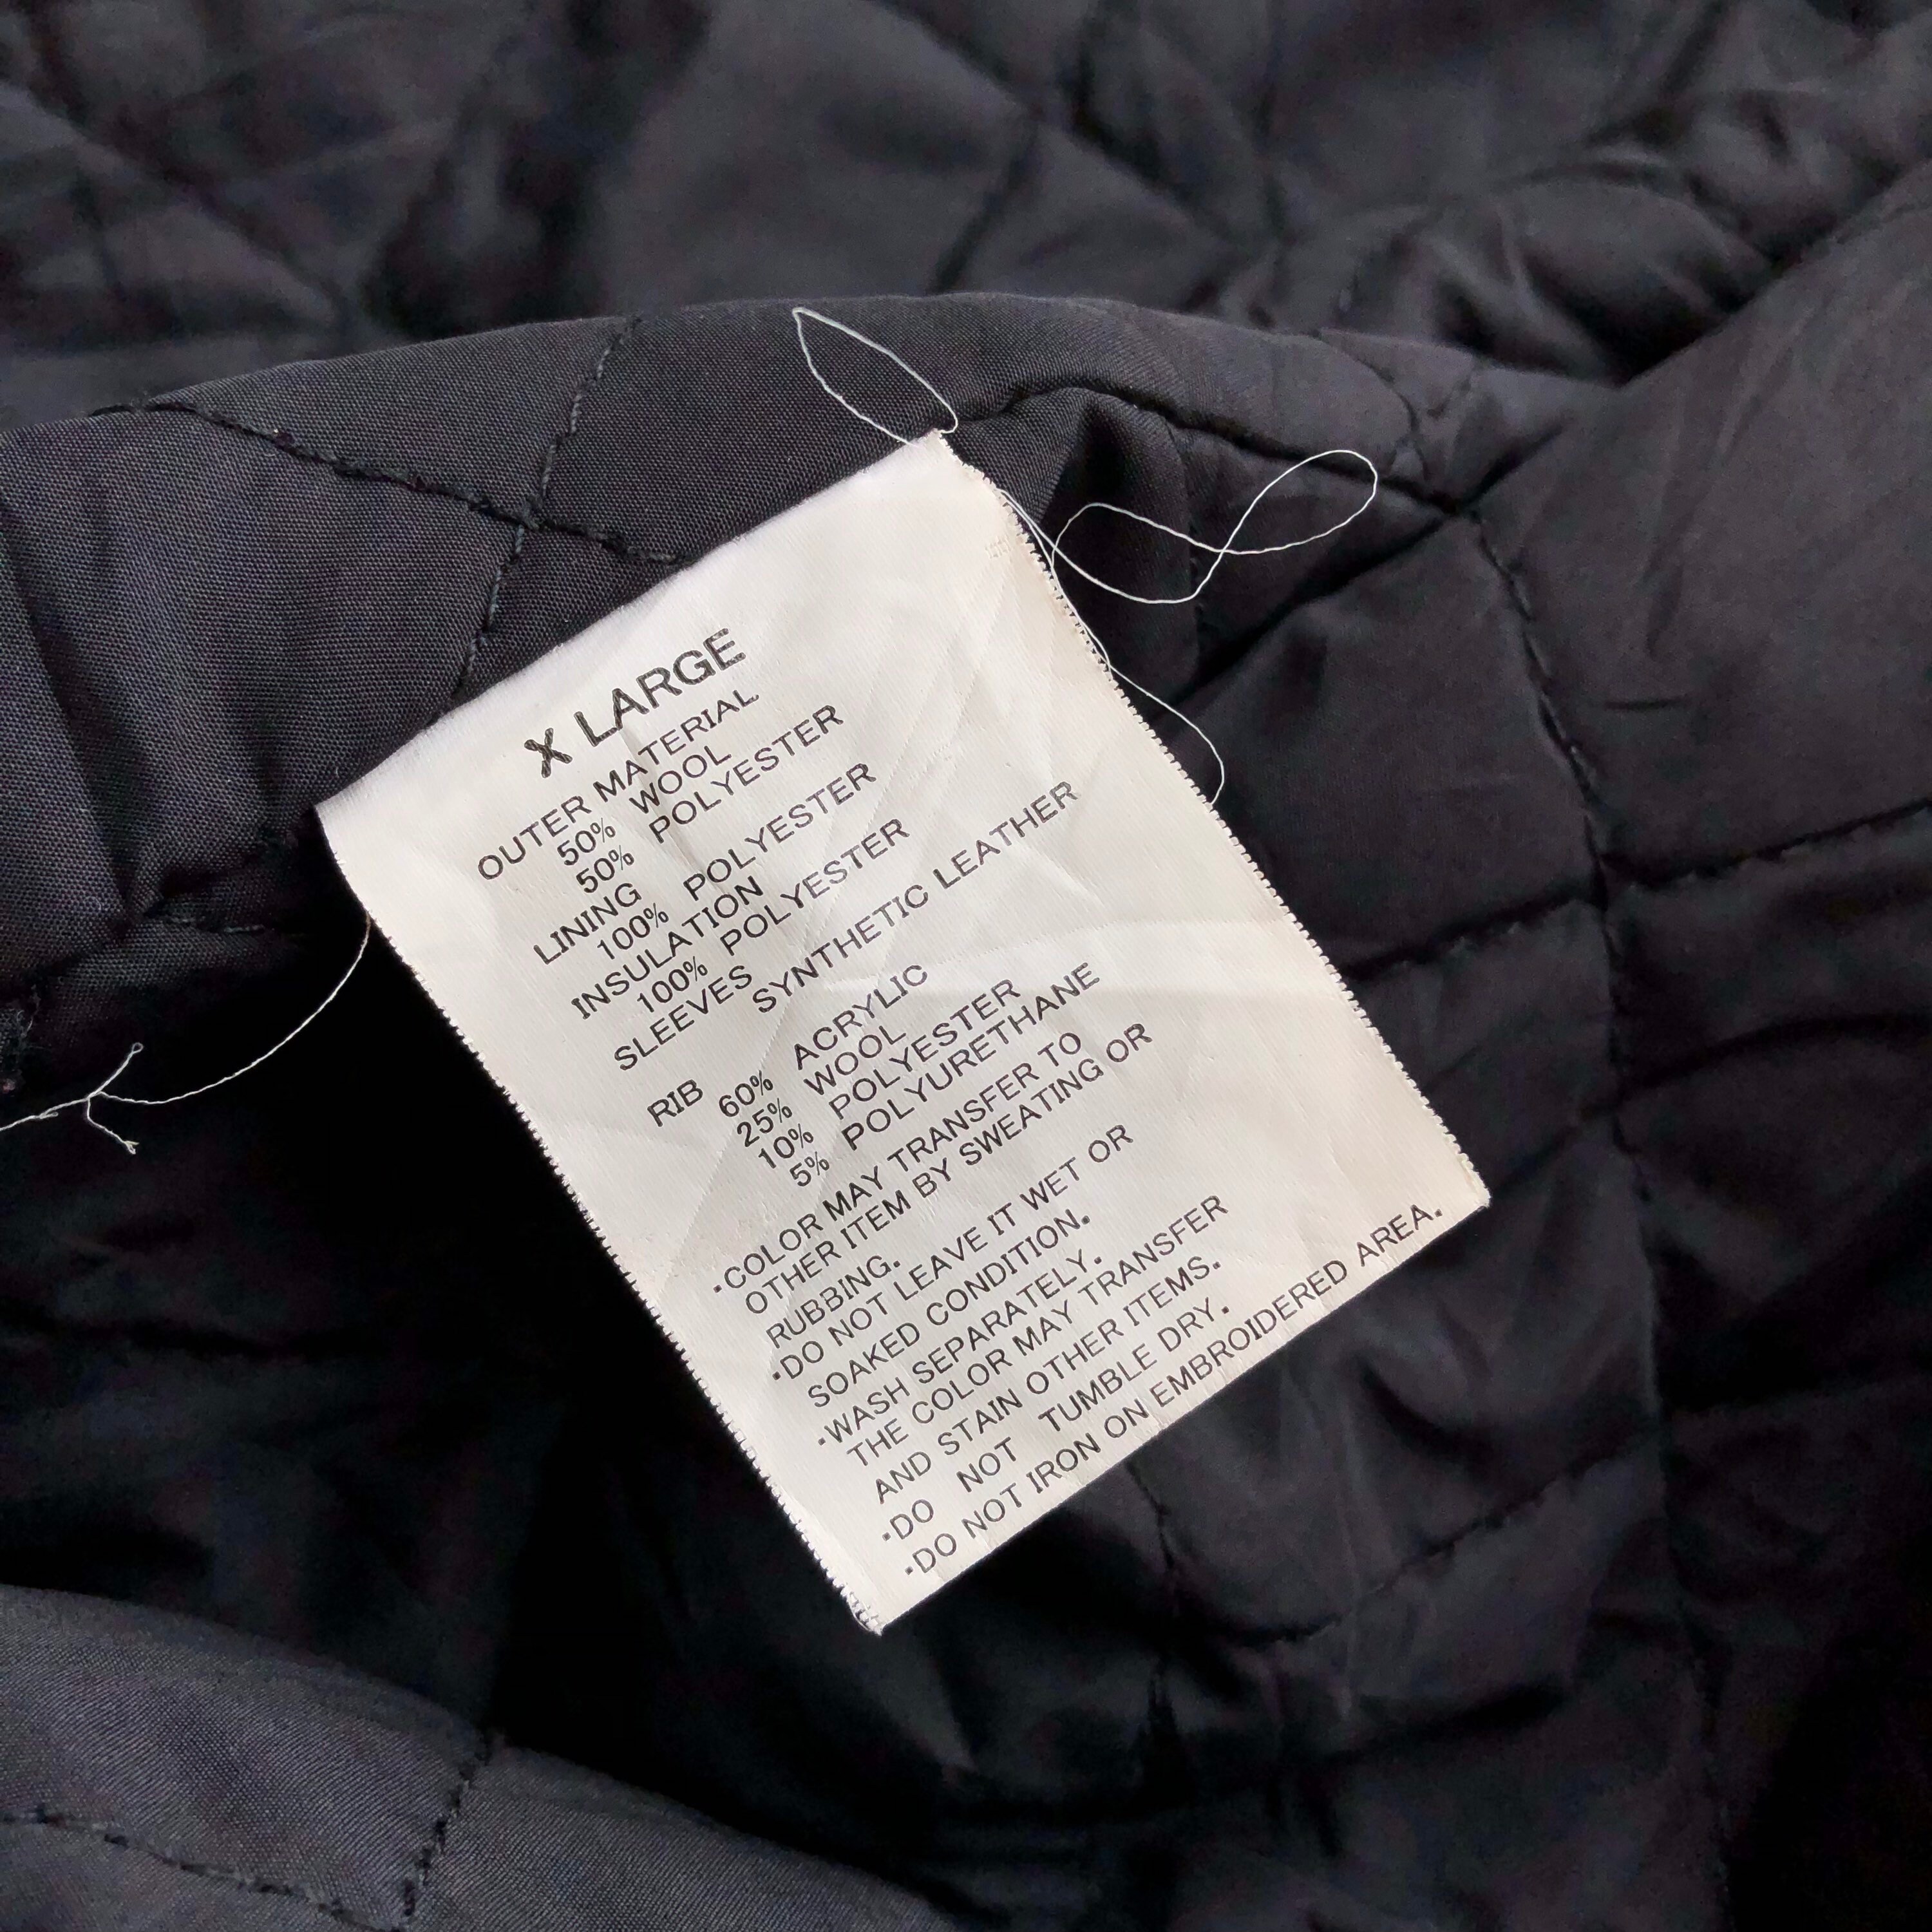 X LARGE
OUTER MATERIAL
50% WOOL
50% POLYESTER
LINING
100% POLYESTER
INSULATION
100% POLYESTER
SLEEVES
SYNTHETIC LEATHER
RIB
60% ACRYLIC
25% WOOL
10% POLYESTER
5% POLYURETHANE
·COLOR MAY TRANSFER TO
OTHER ITEM BY SWEATING OR
RUBBING.
·DO NOT LEAVE IT WET OR
SOAKED CONDITION.
·WASH SEPARATELY.
THE COLOR MAY TRANSFER
AND STAIN OTHER ITEMS.
·DO NOT TUMBLE DRY.
·DO NOT IRON ON EMBROIDERED AREA.